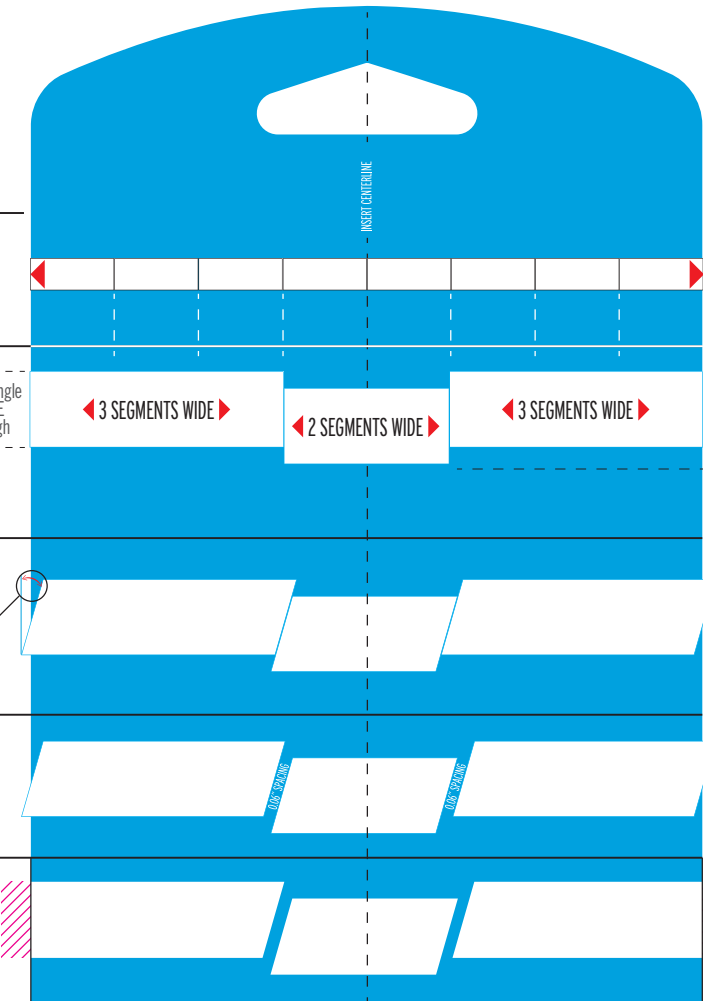 INSERT CENTERLINE
3 SEGMENTS WIDE
2 SEGMENTS WIDE
3 SEGMENTS WIDE
0.06" SPACING
0.06" SPACING